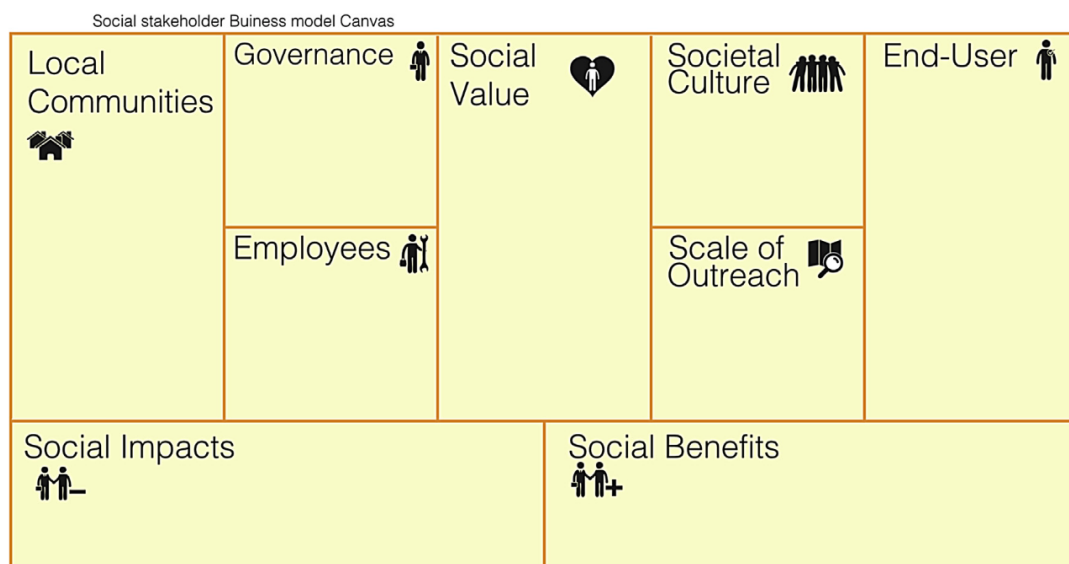 Social stakeholder Buiness model Canvas
Local
Communities
Governance
Employees
Social
Value
Societal
Culture
Scale of
Outreach
End-User
Social Impacts
Social Benefits